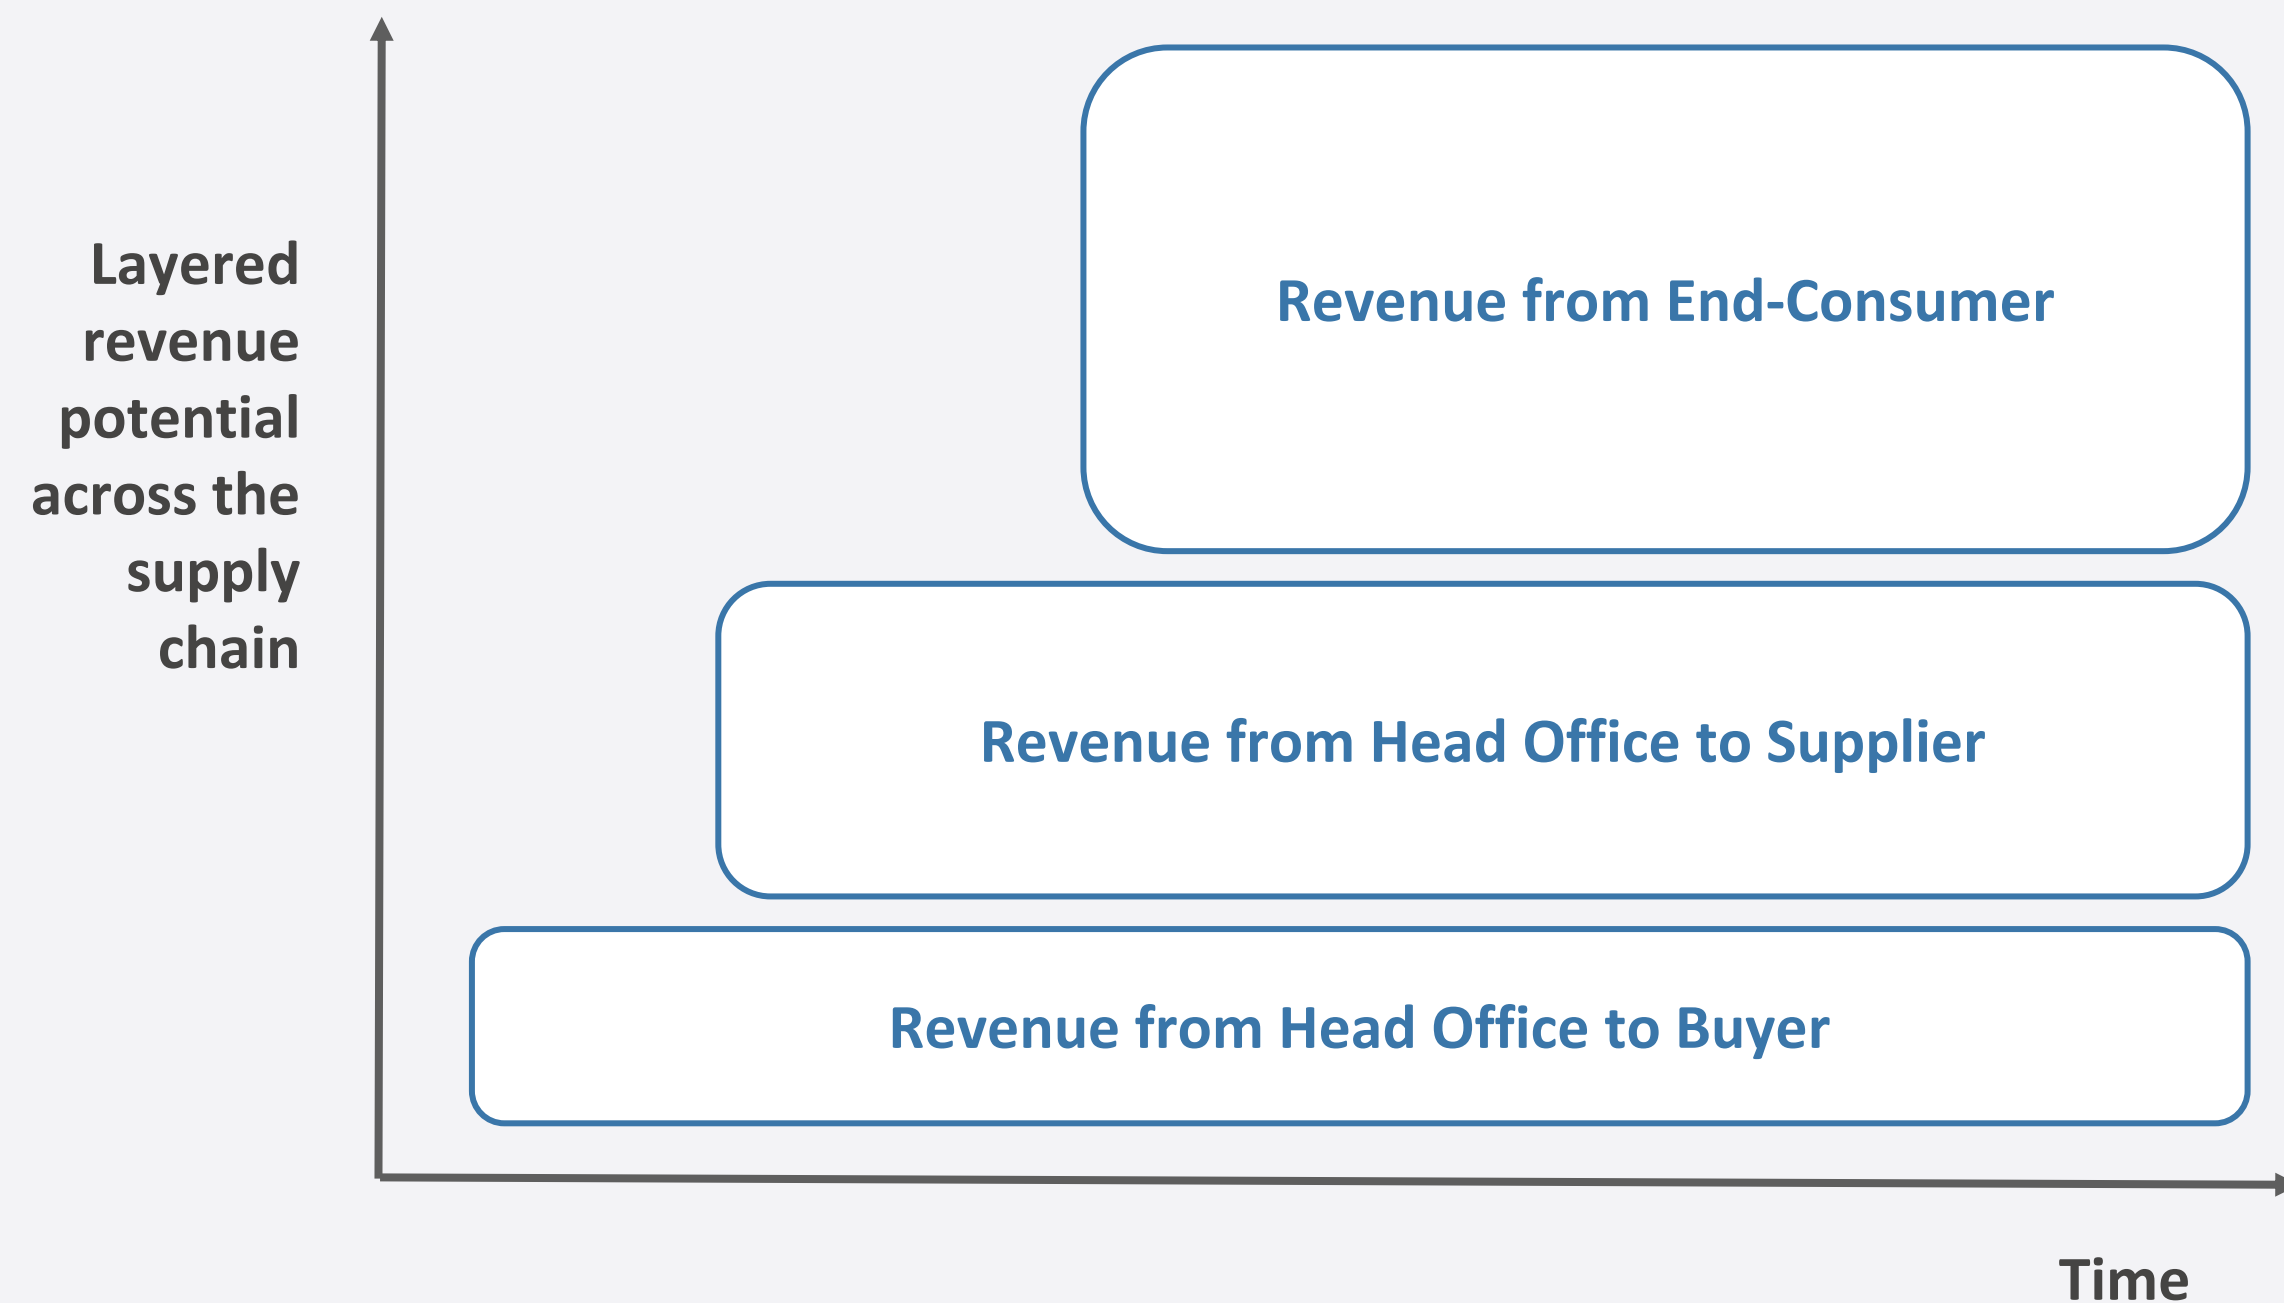 Layered
revenue
potential
across the
supply
chain
Revenue from End-Consumer
Revenue from Head Office to Supplier
Revenue from Head Office to Buyer
Time